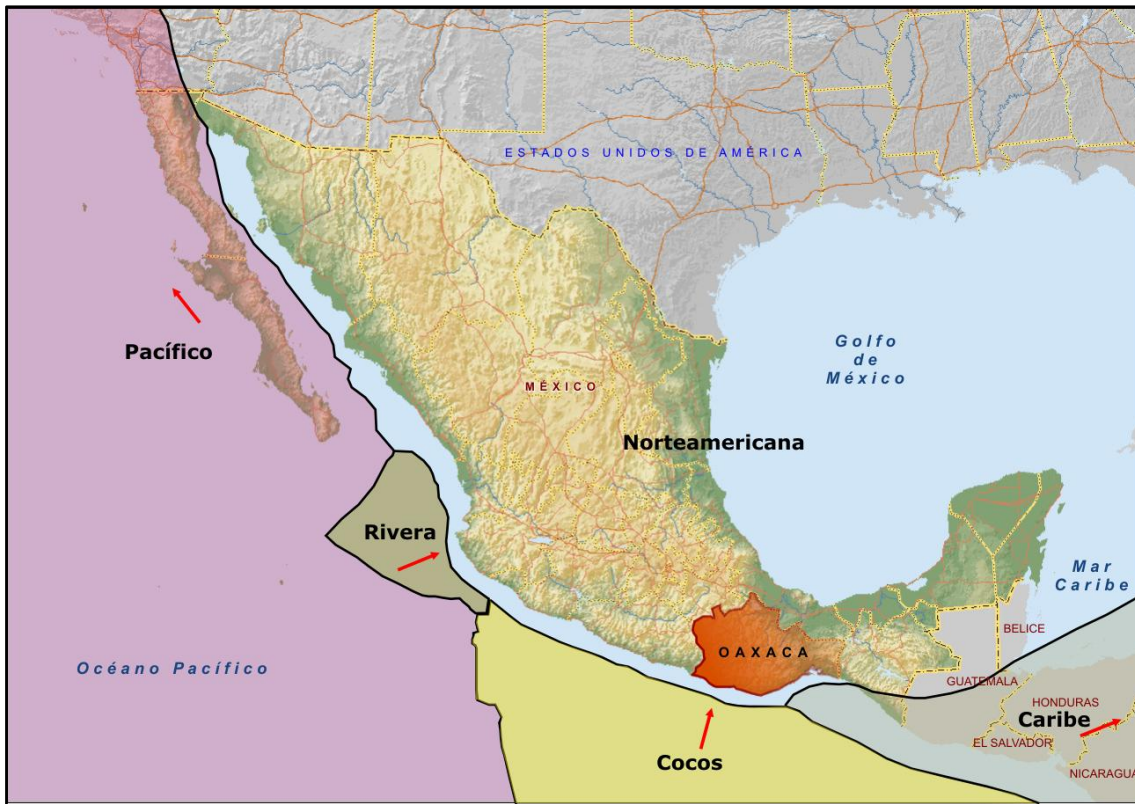 ESTADOS UNIDOS DE AMÉRICA
Golfo
de
México
Pacífico
MÉXICO
Norteamericana
Rivera
Mar
Caribe
BELICE
OAXACA
Océano Pacífico
GUATEMALA
HONDURAS
Caribe
EL SALVADOR
Cocos
NICARAGUA